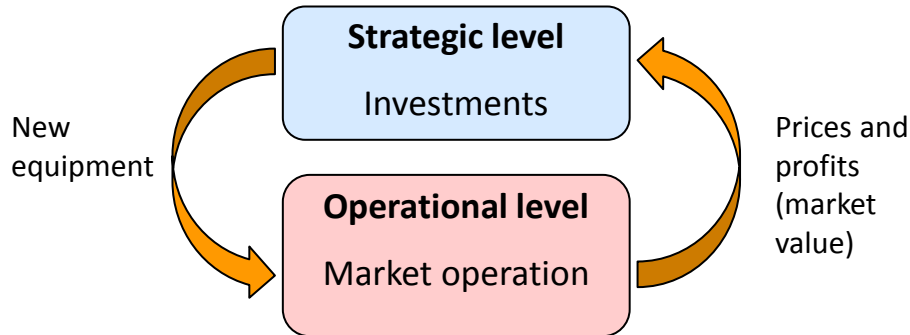 Strategic level
Investments
New
equipment
Prices and
profits
(market
value)
Operational level
Market operation